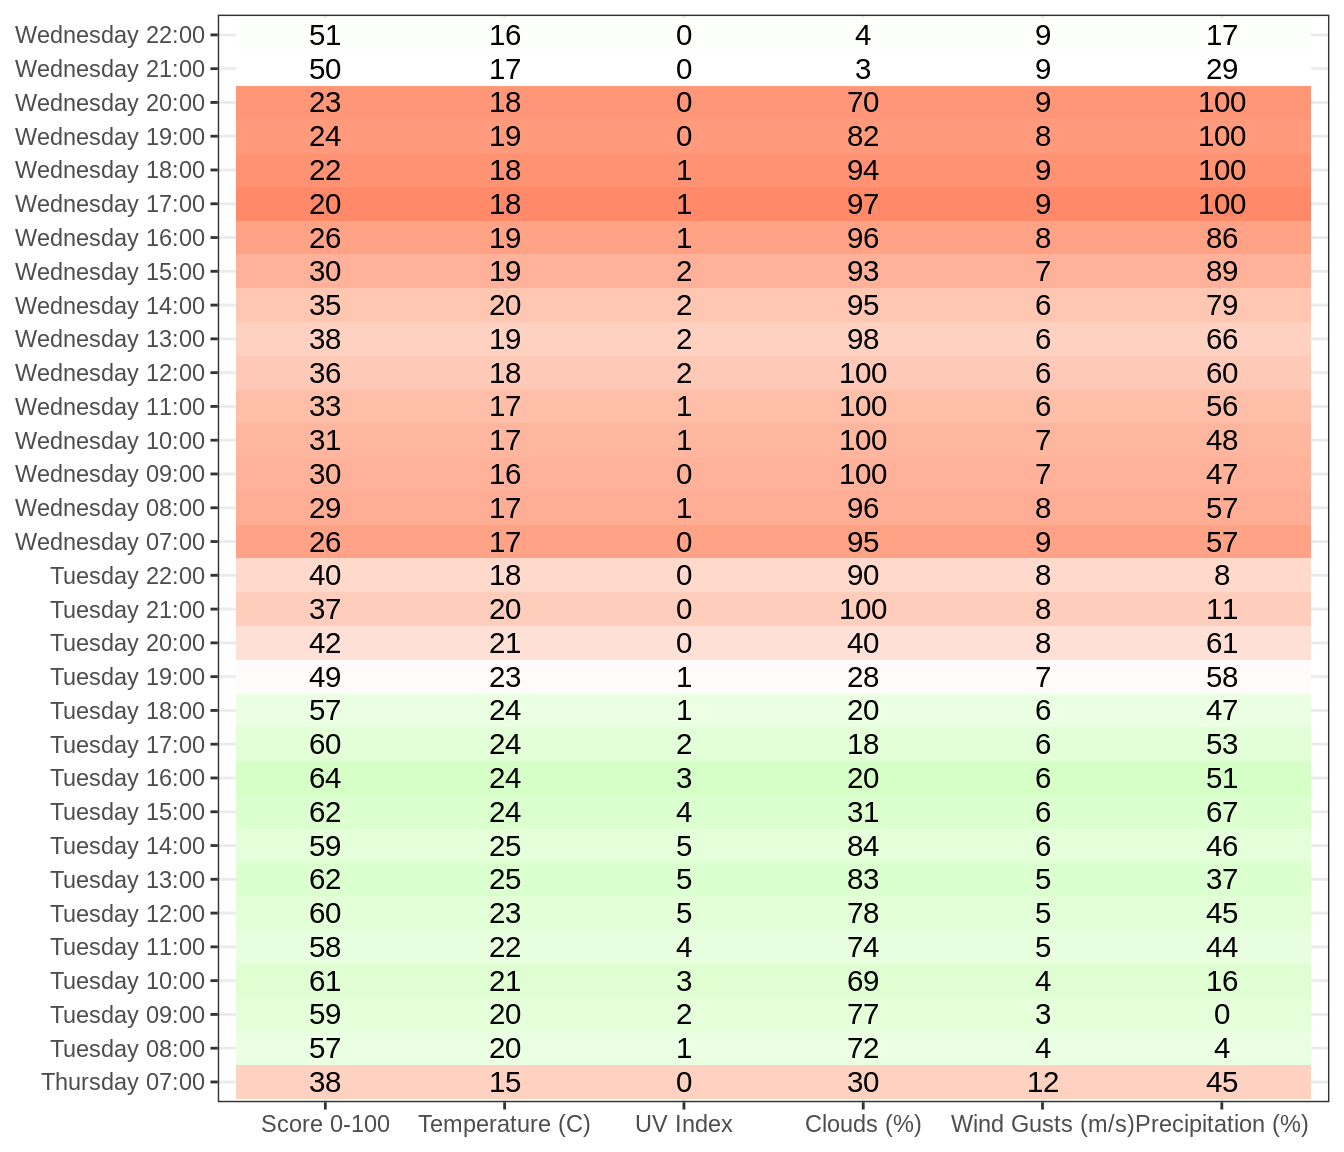 Wednesday 22:00 51 16 0 4 9 17
Wednesday 21:00 50 17 0 3 9 29
Wednesday 20:00 23 18 0 70 9 100
Wednesday 19:00 24 19 0 82 8 100
Wednesday 18:00 22 18 1 94 9 100
Wednesday 17:00 20 18 1 97 9 100
Wednesday 16:00 26 19 1 96 8 86
Wednesday 15:00 30 19 2 93 7 89
Wednesday 14:00 35 20 2 95 6 79
Wednesday 13:00 38 19 2 98 6 66
Wednesday 12:00 36 18 2 100 6 60
Wednesday 11:00 33 17 1 100 6 56
Wednesday 10:00 31 17 1 100 7 48
Wednesday 09:00 30 16 0 100 7 47
Wednesday 08:00 29 17 1 96 8 57
Wednesday 07:00 26 17 0 95 9 57
Tuesday 22:00 40 18 0 90 8 8
Tuesday 21:00 37 20 0 100 8 11
Tuesday 20:00 42 21 0 40 8 61
Tuesday 19:00 49 23 1 28 7 58
Tuesday 18:00 57 24 1 20 6 47
Tuesday 17:00 60 24 2 18 6 53
Tuesday 16:00 64 24 3 20 6 51
Tuesday 15:00 62 24 4 31 6 67
Tuesday 14:00 59 25 5 84 6 46
Tuesday 13:00 62 25 5 83 5 37
Tuesday 12:00 60 23 5 78 5 45
Tuesday 11:00 58 22 4 74 5 44
Tuesday 10:00 61 21 3 69 4 16
Tuesday 09:00 59 20 2 77 3 0
Tuesday 08:00 57 20 1 72 4 4
Thursday 07:00 38 15 0 30 12 45
Score 0-100 Temperature (C) UV Index Clouds (%) Wind Gusts (m/s) Precipitation (%)